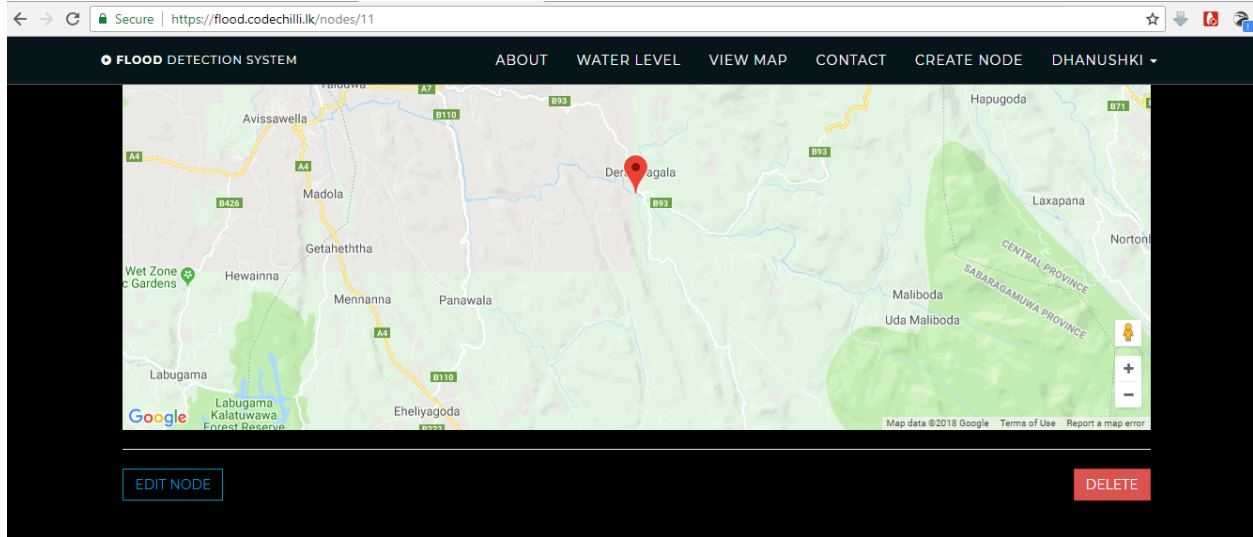 Secure | https://flood.codechilli.lk/nodes/11
FLOOD DETECTION SYSTEM
ABOUT WATER LEVEL VIEW MAP CONTACT CREATE NODE DHANUSHKI
A7
B93
Hapugoda
B71
Avissawella
B110
A4
B93
A4
Madola
B426
B93
Laxapana
Getaheththa
CENTRAL PROVINCE
SABARAGAMUWA PROVINCE
Wet Zone
Gardens
Hewainna
Mennanna
Panawala
Maliboda
Uda Maliboda
A4
Labugama
B110
Labugama
Kalatuwawa
Forest Reserve
Eheliyagoda
B222
Google
Map data ©2018 Google Terms of Use Report a map error
EDIT NODE
DELETE